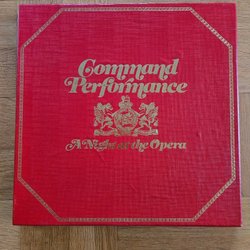 Command
Performance
A Night at the Opera